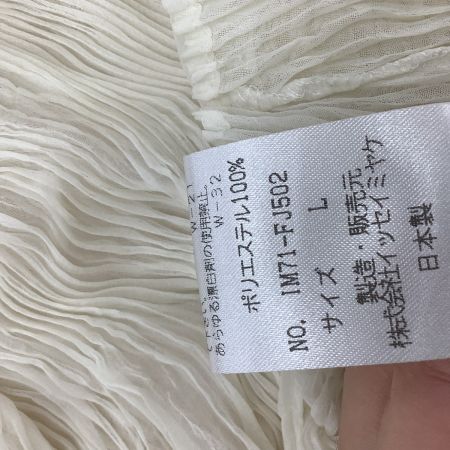 W-21
あらゆる漂白剤の使用禁止。
W-32
ポリエステル100%
NO. IM71-FJ502
サイズ L
製造・販売元
株式会社イッセイミヤケ
日本製